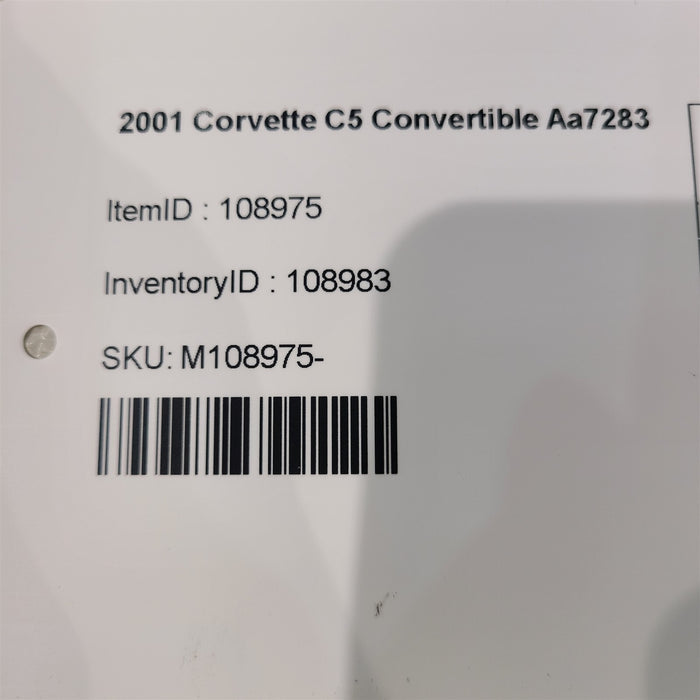 2001 Corvette C5 Convertible Aa7283
ItemID : 108975
InventoryID : 108983
SKU: M108975-